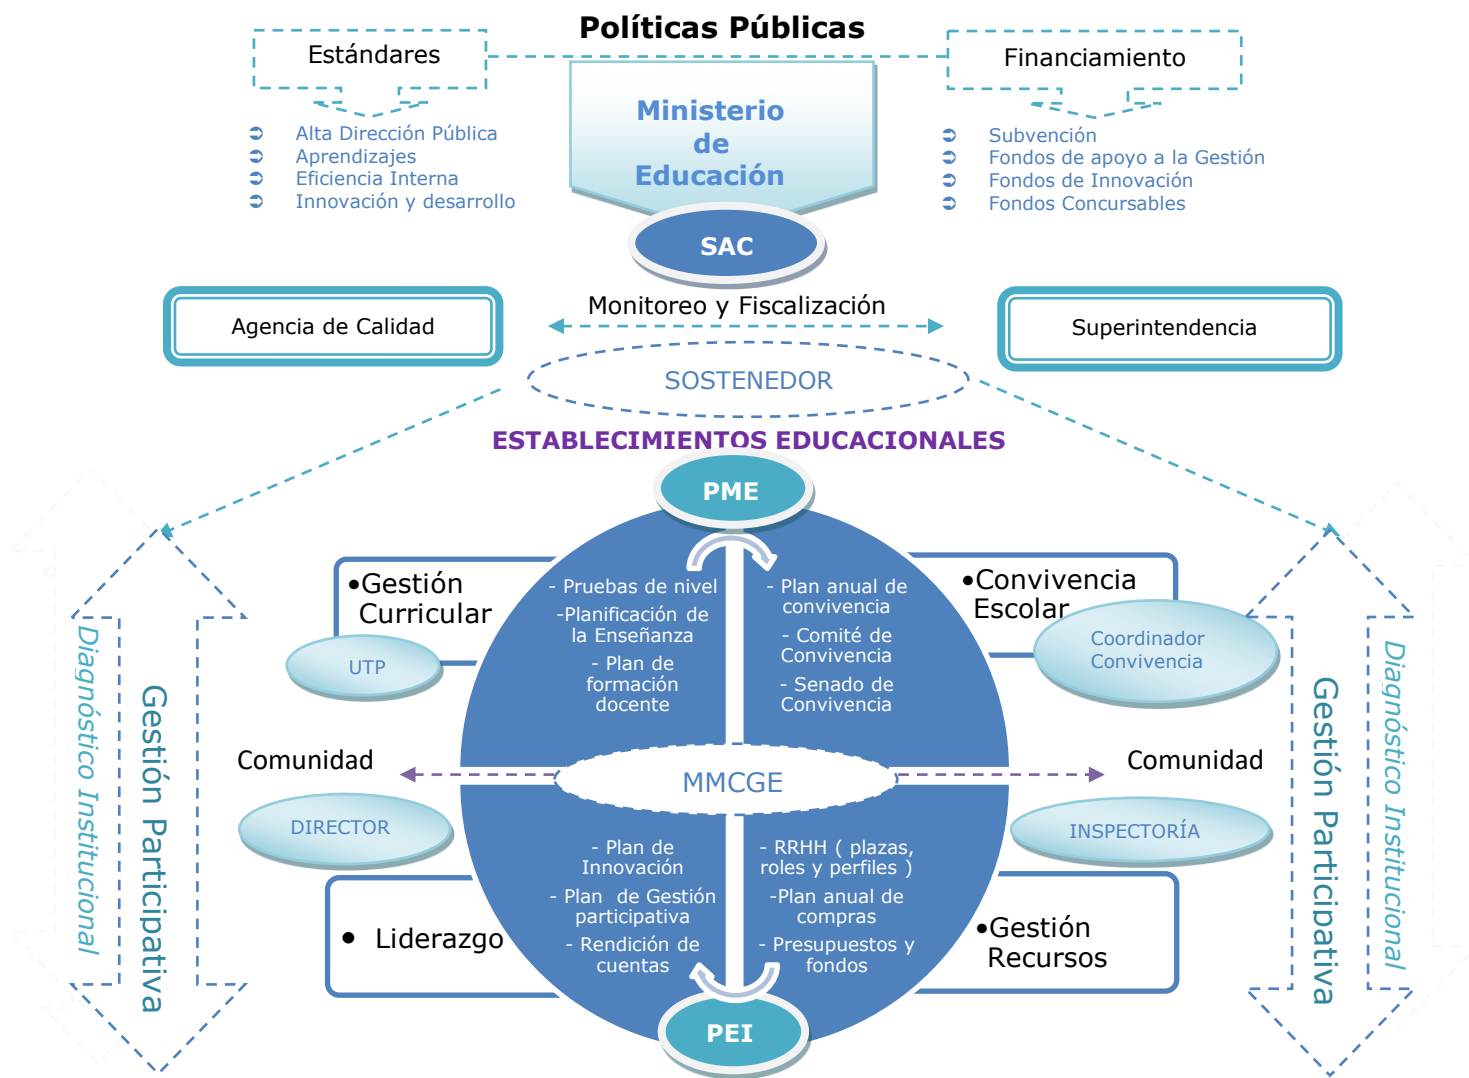 Políticas Públicas
Estándares
Financiamiento
Ministerio
de
Educación
Alta Dirección Pública
Aprendizajes
Eficiencia Interna
Innovación y desarrollo
Subvención
Fondos de apoyo a la Gestión
Fondos de Innovación
Fondos Concursables
SAC
Agencia de Calidad
Monitoreo y Fiscalización
Superintendencia
SOSTENEDOR
ESTABLECIMIENTOS EDUCACIONALES
PME
•Gestión
Curricular
UTP
- Pruebas de nivel
-Planificación de
la Enseñanza
- Plan de
formación
docente
- Plan anual de
convivencia
- Comité de
Convivencia
- Senado de
Convivencia
•Convivencia
Escolar
Coordinador
Convivencia
Diagnóstico Institucional
Gestión Participativa
Gestión Participativa
Diagnóstico Institucional
Comunidad
MMCGE
Comunidad
DIRECTOR
INSPECTORÍA
- Plan de
Innovación
- Plan de Gestión
participativa
- Rendición de
cuentas
- RRHH ( plazas,
roles y perfiles )
-Plan anual de
compras
- Presupuestos y
fondos
• Liderazgo
•Gestión
Recursos
PEI